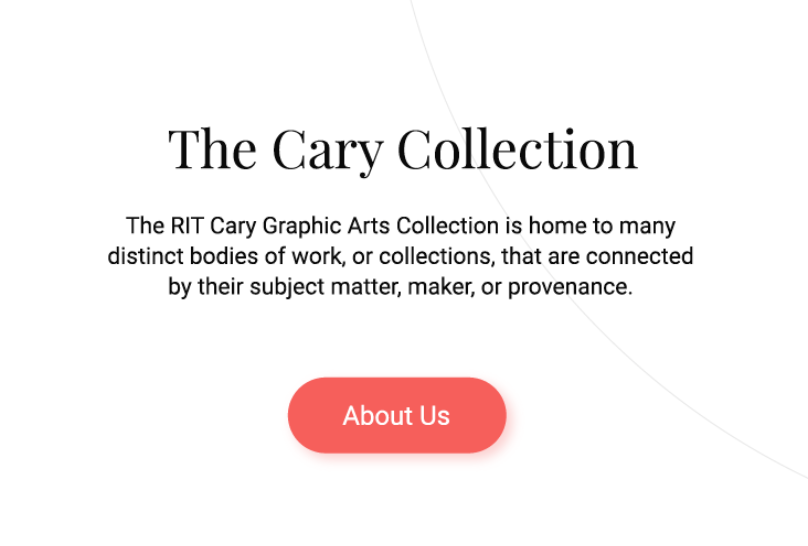 The Cary Collection
The RIT Cary Graphic Arts Collection is home to many
distinct bodies of work, or collections, that are connected
by their subject matter, maker, or provenance.
About Us